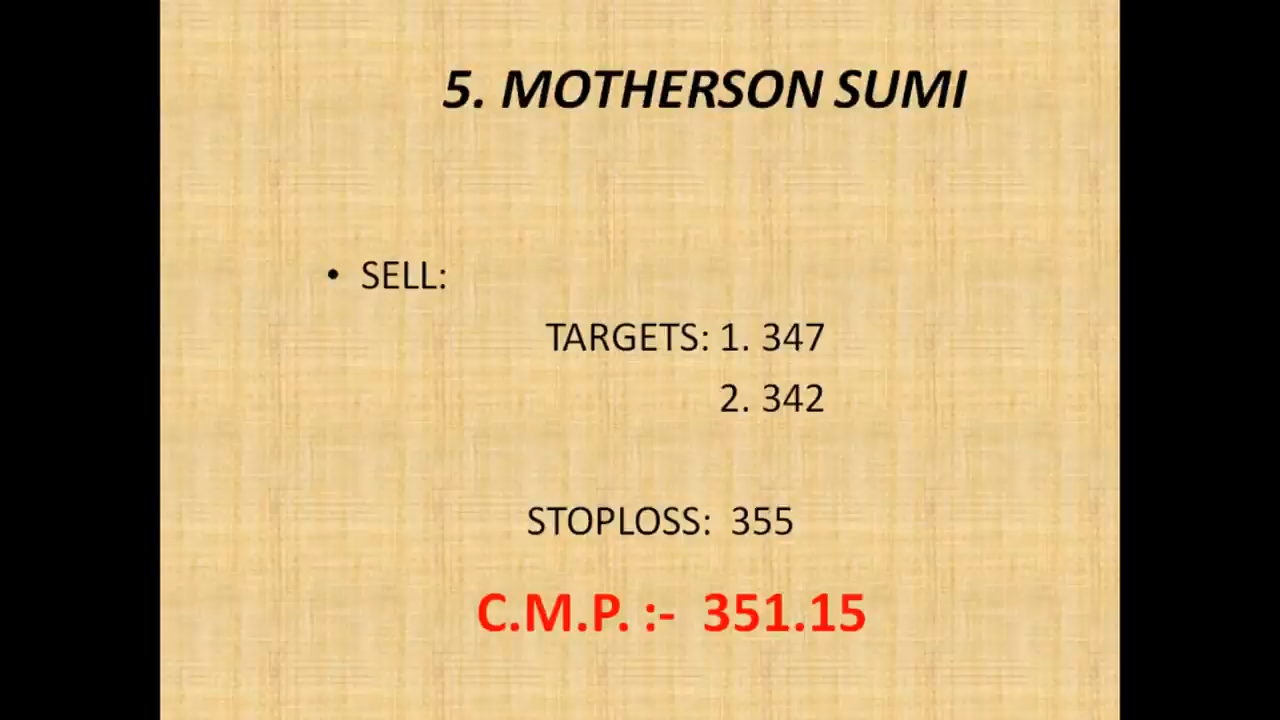 5. MOTHERSON SUMI
• SELL:
TARGETS: 1. 347
2. 342
STOPLOSS: 355
C.M.P. :- 351.15